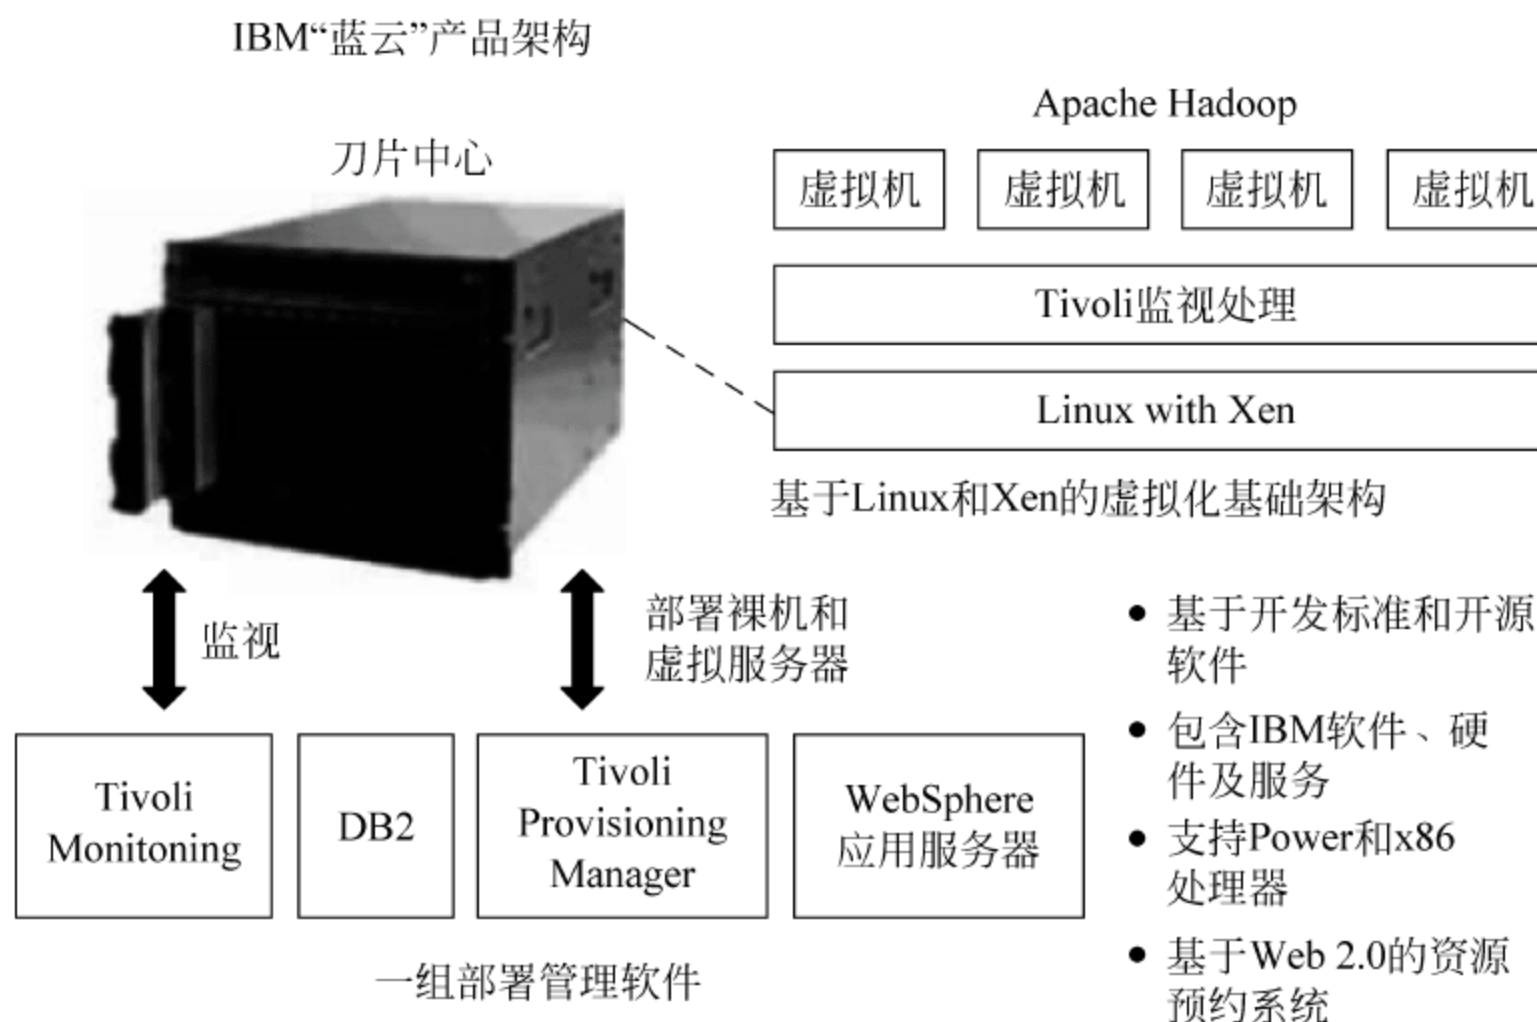 IBM“蓝云”产品架构
Apache Hadoop
刀片中心
虚拟机
虚拟机
虚拟机
虚拟机
Tivoli监视处理
Linux with Xen
基于Linux和Xen的虚拟化基础架构
监视
部署裸机和
虚拟服务器
Tivoli
Monitoning
DB2
Tivoli
Provisioning
Manager
WebSphere
应用服务器
一组部署管理软件
● 基于开发标准和开源
软件
● 包含IBM软件、硬
件及服务
● 支持Power和x86
处理器
● 基于Web 2.0的资源
预约系统